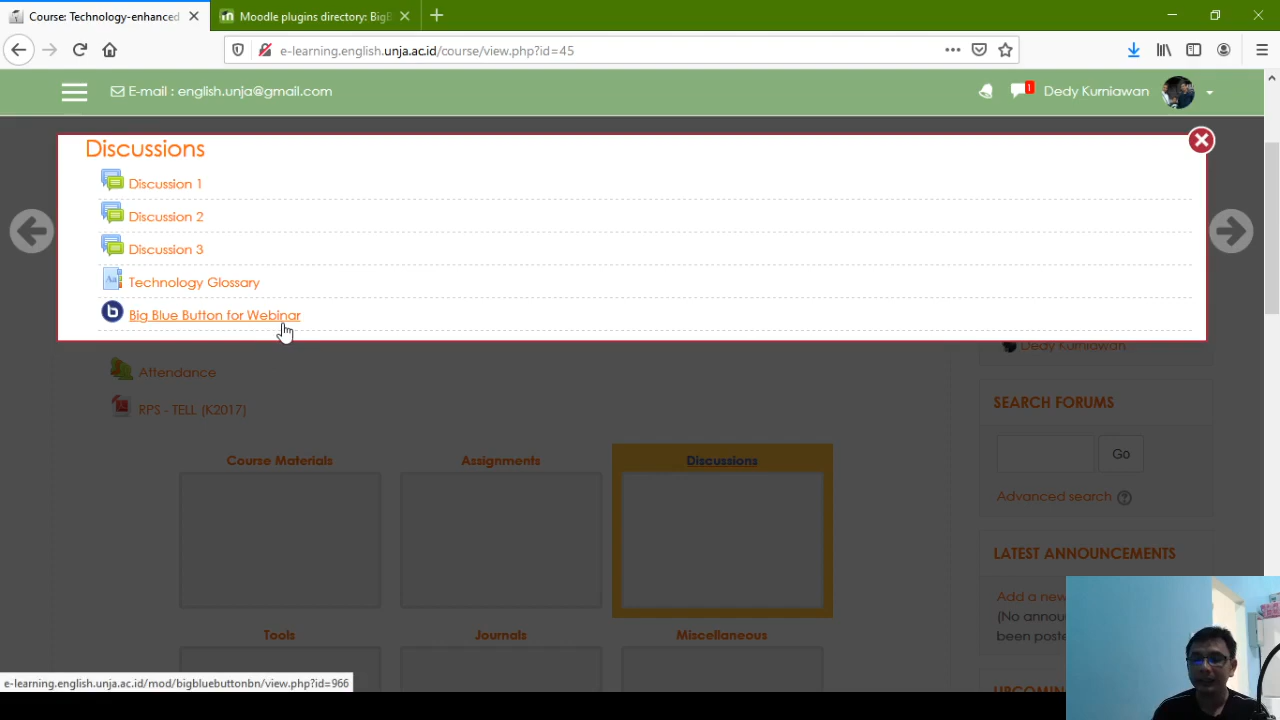 Course: Technology-enhanced
Moodle plugins directory: BigB
e-learning.english.unja.ac.id/course/view.php?id=45
E-mail : english.unja@gmail.com
1
Dedy Kurniawan
Discussions
Discussion 1
Discussion 2
Discussion 3
Technology Glossary
Big Blue Button for Webinar
Dedy Kurniawan
Attendance
RPS - TELL (K2017)
SEARCH FORUMS
Go
Advanced search
Course Materials
Assignments
Discussions
LATEST ANNOUNCEMENTS
Add a new
(No annou
been poste
Tools
Journals
Miscellaneous
UPCOMIN
e-learning.english.unja.ac.id/mod/bigbluebuttonbn/view.php?id=966